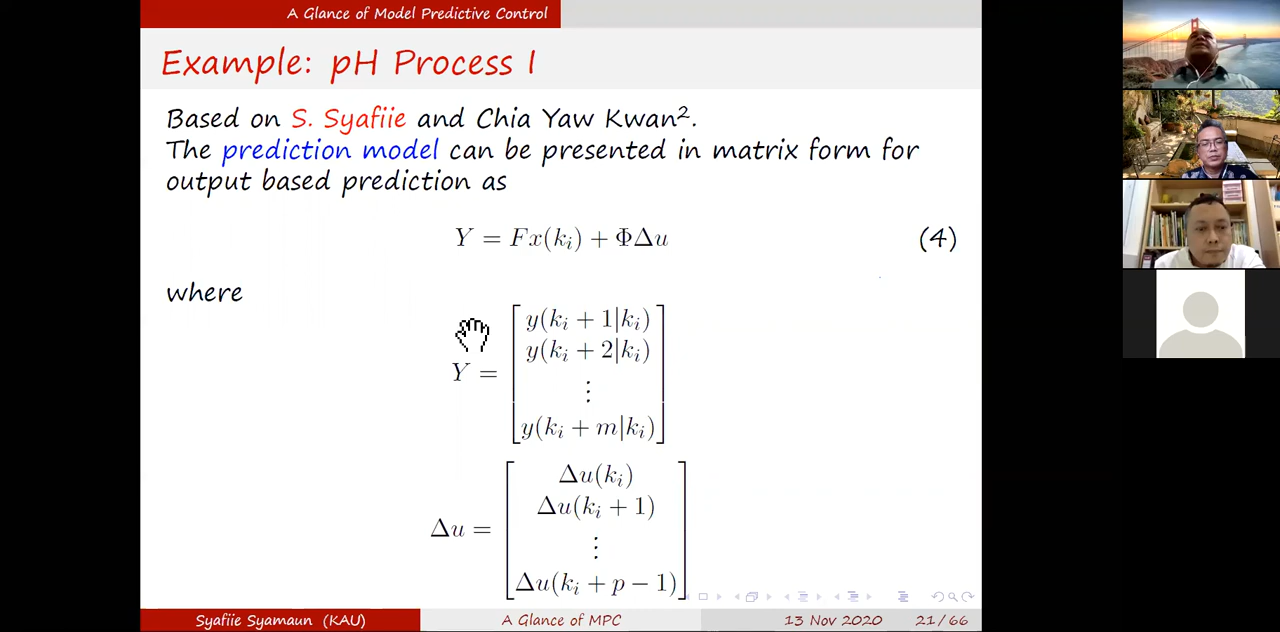 A Glance of Model Predictive Control
Example: pH Process I
Based on S. Syafiie and Chia Yaw Kwan².
The prediction model can be presented in matrix form for
output based prediction as
Y = Fx(kᵢ) + ΦΔu (4)
where
Y =
y(kᵢ + 1|kᵢ)
y(kᵢ + 2|kᵢ)
⋮
y(kᵢ + m|kᵢ)
Δu =
Δu(kᵢ)
Δu(kᵢ + 1)
⋮
Δu(kᵢ + p − 1)
Syafiie Syamaun (KAU) A Glance of MPC 13 Nov 2020 21/66